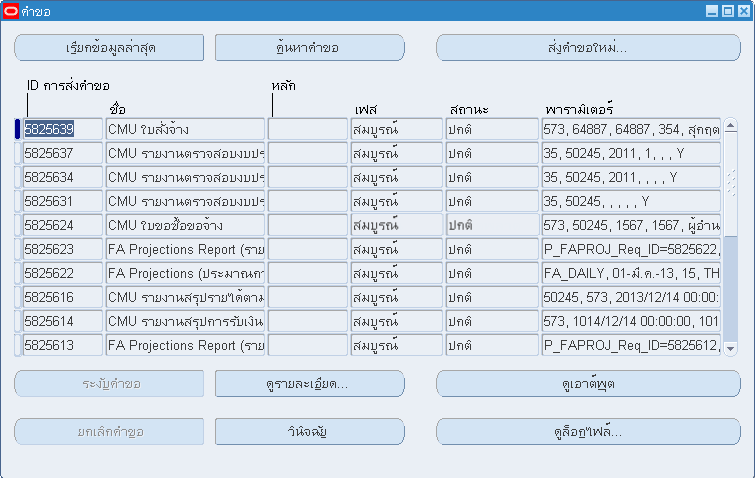 คำขอ
เรียกข้อมูลล่าสุด ค้นหาคำขอ ส่งคำขอใหม่...
ID การส่งคำขอ หลัก
ชื่อ เฟส สถานะ พารามิเตอร์
5825639 CMU ใบสั่งจ้าง สมบูรณ์ ปกติ 573, 64887, 64887, 354, สุกฤต
5825637 CMU รายงานตรวจสอบงบปร สมบูรณ์ ปกติ 35, 50245, 2011, 1, , , Y
5825634 CMU รายงานตรวจสอบงบปร สมบูรณ์ ปกติ 35, 50245, 2011, , , , Y
5825631 CMU รายงานตรวจสอบงบปร สมบูรณ์ ปกติ 35, 50245, , , , , Y
5825624 CMU ใบขอซื้อขอจ้าง สมบูรณ์ ปกติ 573, 50245, 1567, 1567, ผู้อำน
5825623 FA Projections Report (ราย สมบูรณ์ ปกติ P_FAPROJ_Req_ID=5825622,
5825622 FA Projections (ประมาณกา สมบูรณ์ ปกติ FA_DAILY, 01-มี.ค.-13, 15, TH
5825616 CMU รายงานสรุปรายได้ตาม สมบูรณ์ ปกติ 50245, 573, 2013/12/14 00:00:
5825614 CMU รายงานสรุปการรับเงิน สมบูรณ์ ปกติ 573, 1014/12/14 00:00:00, 101
5825613 FA Projections Report (ราย สมบูรณ์ ปกติ P_FAPROJ_Req_ID=5825612,
ระงับคำขอ ดูรายละเอียด... ดูเอาต์พุต
ยกเลิกคำขอ วินิจฉัย ดูล็อกไฟล์...